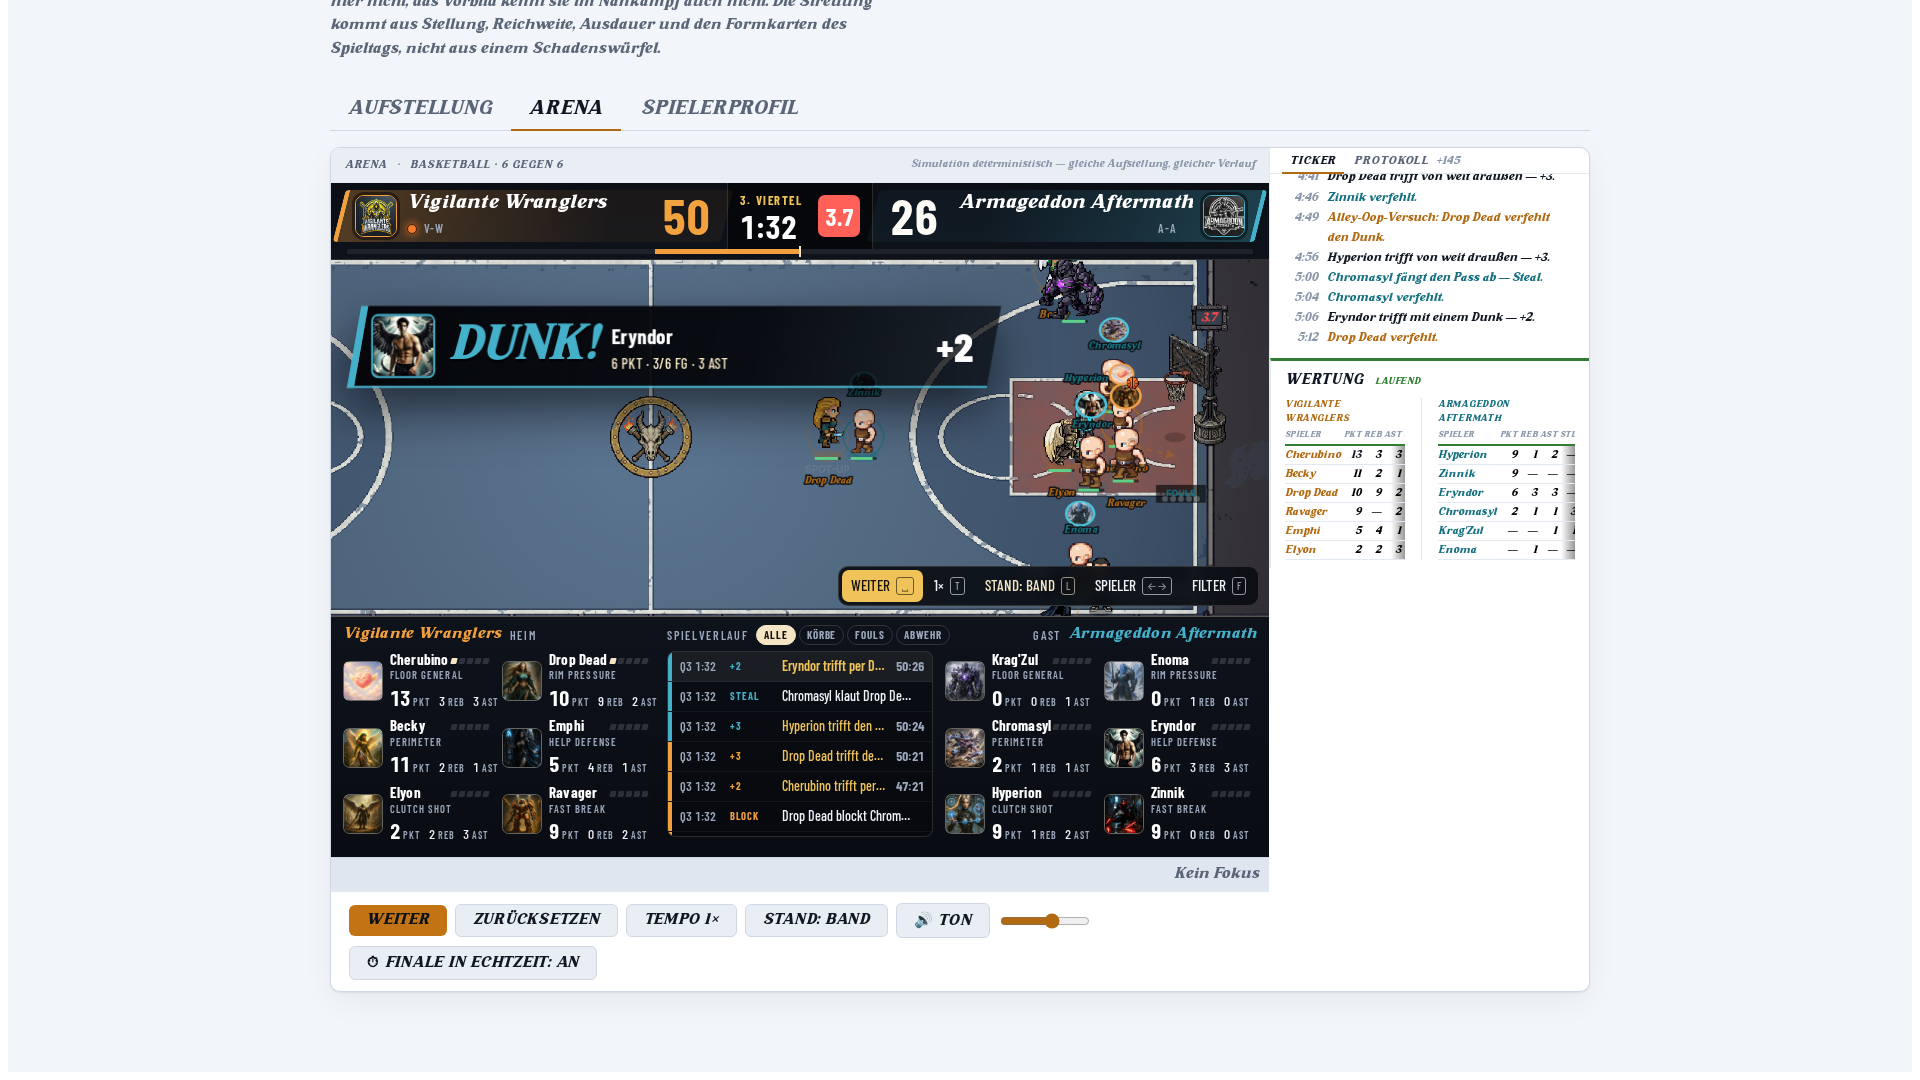 kommt aus Stellung, Reichweite, Ausdauer und den Formkarten des
Spieltags, nicht aus einem Schadenswürfel.
AUFSTELLUNG ARENA SPIELERPROFIL
ARENA · BASKETBALL · 6 GEGEN 6
Simulation deterministisch — gleiche Aufstellung, gleicher Verlauf
Vigilante Wranglers
V-W
50
3. VIERTEL
1:32
3.7
26
Armageddon Aftermath
A-A
DUNK!
Eryndor
6 PKT · 3/6 FG · 3 AST
+2
3.7
Chromasyl
Hyperion
Zinnik
Eryndor
SPOT-UP
Drop Dead
Elyon
Ravager
FOULS
Enoma
WEITER
1× T
STAND: BAND L
SPIELER ←→
FILTER F
Vigilante Wranglers HEIM
Cherubino
FLOOR GENERAL
13 PKT 3 REB 3 AST
Drop Dead
RIM PRESSURE
10 PKT 9 REB 2 AST
Becky
PERIMETER
11 PKT 2 REB 1 AST
Emphi
HELP DEFENSE
5 PKT 4 REB 1 AST
Elyon
CLUTCH SHOT
2 PKT 2 REB 3 AST
Ravager
FAST BREAK
9 PKT 0 REB 2 AST
SPIELVERLAUF ALLE KÖRBE FOULS ABWEHR
Q3 1:32 +2 Eryndor trifft per D... 50:26
Q3 1:32 STEAL Chromasyl klaut Drop De...
Q3 1:32 +3 Hyperion trifft den ... 50:24
Q3 1:32 +3 Drop Dead trifft de... 50:21
Q3 1:32 +2 Cherubino trifft per... 47:21
Q3 1:32 BLOCK Drop Dead blockt Chrom...
GAST Armageddon Aftermath
Krag'Zul
FLOOR GENERAL
0 PKT 0 REB 1 AST
Enoma
RIM PRESSURE
0 PKT 1 REB 0 AST
Chromasyl
PERIMETER
2 PKT 1 REB 1 AST
Eryndor
HELP DEFENSE
6 PKT 3 REB 3 AST
Hyperion
CLUTCH SHOT
9 PKT 1 REB 2 AST
Zinnik
FAST BREAK
9 PKT 0 REB 0 AST
Kein Fokus
WEITER ZURÜCKSETZEN TEMPO 1× STAND: BAND 🔊 TON
⏱ FINALE IN ECHTZEIT: AN
TICKER PROTOKOLL +145
4:41 Drop Dead trifft von weit draußen — +3.
4:46 Zinnik verfehlt.
4:49 Alley-Oop-Versuch: Drop Dead verfehlt
den Dunk.
4:56 Hyperion trifft von weit draußen — +3.
5:00 Chromasyl fängt den Pass ab — Steal.
5:04 Chromasyl verfehlt.
5:06 Eryndor trifft mit einem Dunk — +2.
5:12 Drop Dead verfehlt.
WERTUNG LAUFEND
VIGILANTE
WRANGLERS
SPIELER PKT REB AST
Cherubino 13 3 3
Becky 11 2 1
Drop Dead 10 9 2
Ravager 9 — 2
Emphi 5 4 1
Elyon 2 2 3
ARMAGEDDON
AFTERMATH
SPIELER PKT REB AST STL
Hyperion 9 1 2 —
Zinnik 9 — — —
Eryndor 6 3 3 —
Chromasyl 2 1 1 3
Krag'Zul — — 1 1
Enoma — 1 — —